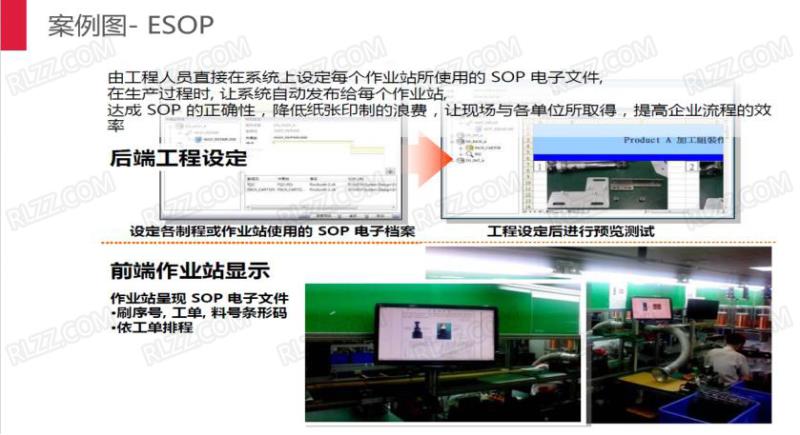 案例图- ESOP
由工程人员直接在系统上设定每个作业站所使用的 SOP 电子文件,
在生产过程时, 让系统自动发布给每个作业站,
达成 SOP 的正确性，降低纸张印制的浪费，让现场与各单位所取得，提高企业流程的效
率
后端工程设定
Product A 加工組裝作
1
2
设定各制程或作业站使用的 SOP 电子档案
工程设定后进行预览测试
前端作业站显示
作业站呈现 SOP 电子文件
•刷序号, 工单, 料号条形码
•依工单排程
RLZZ.COM